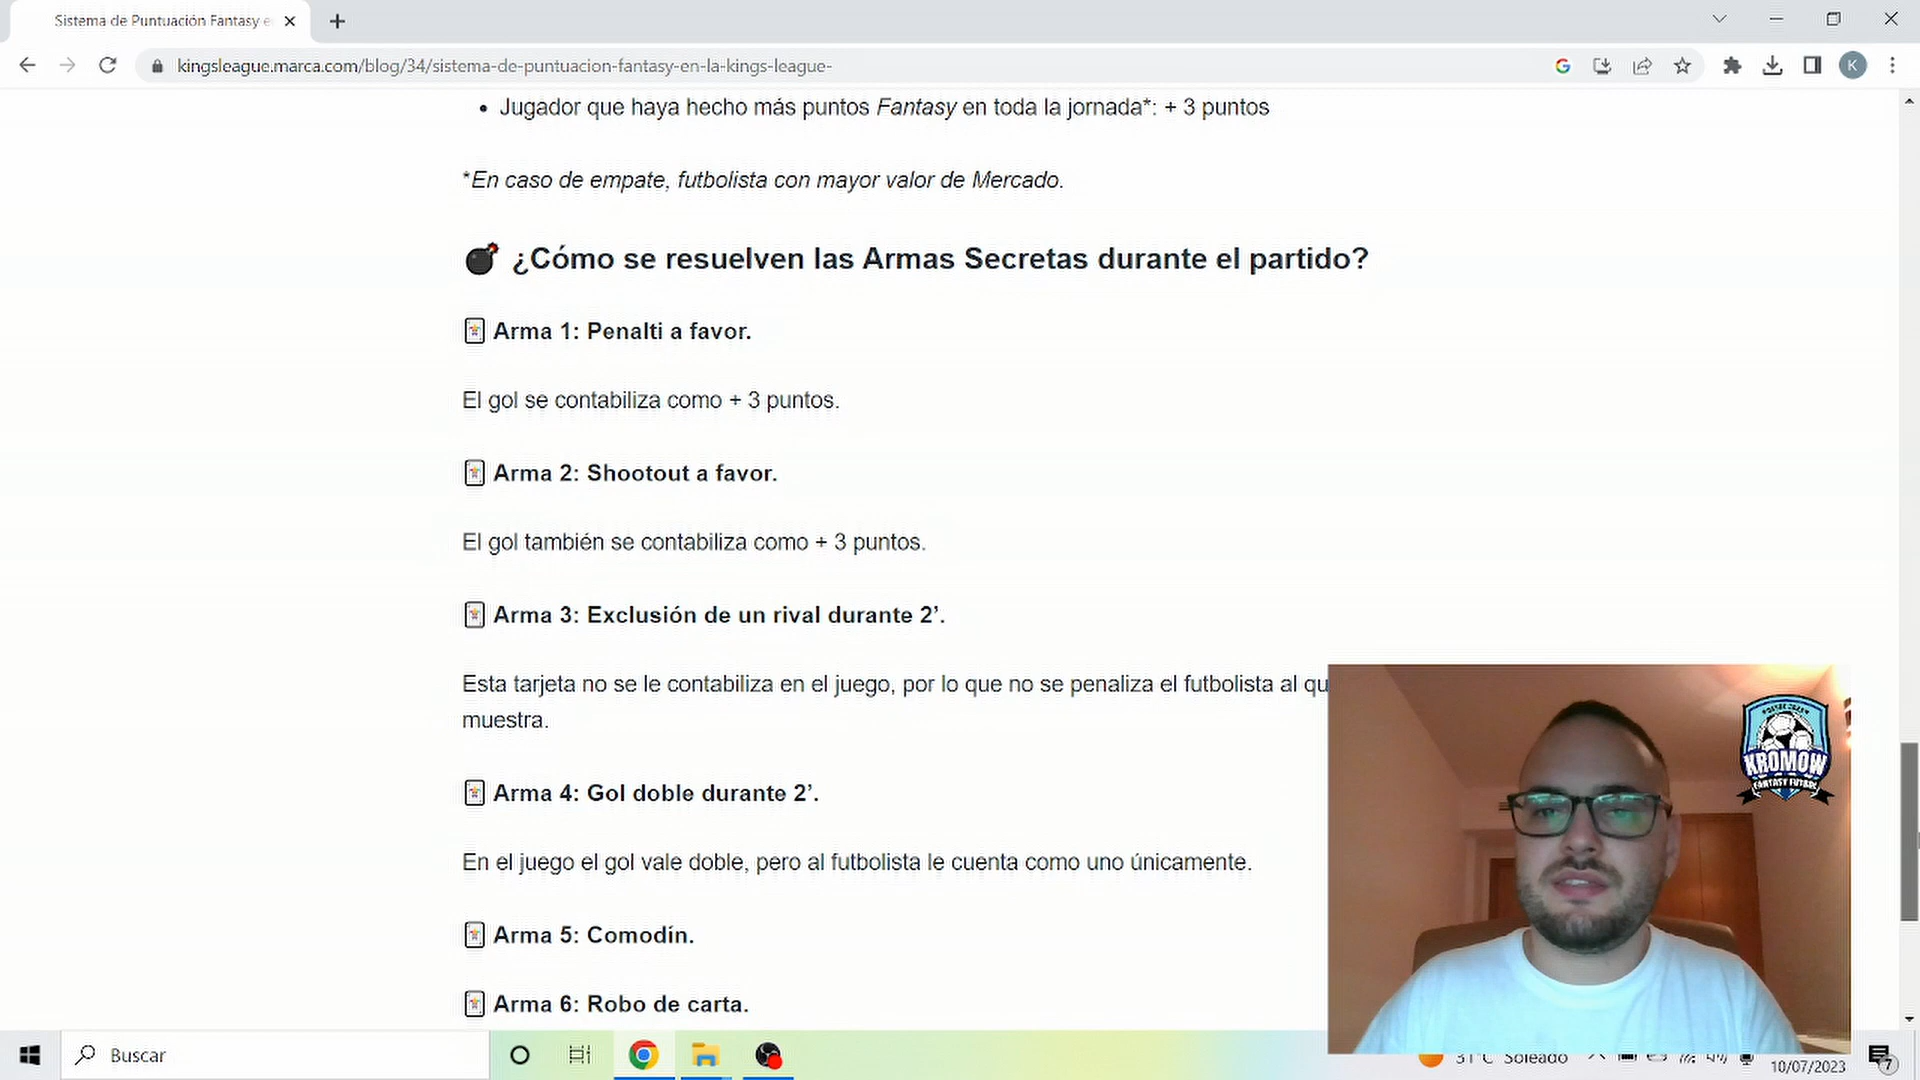 Sistema de Puntuación Fantasy e
kingsleague.marca.com/blog/34/sistema-de-puntuacion-fantasy-en-la-kings-league-
K
• Jugador que haya hecho más puntos Fantasy en toda la jornada*: + 3 puntos
*En caso de empate, futbolista con mayor valor de Mercado.
¿Cómo se resuelven las Armas Secretas durante el partido?
Arma 1: Penalti a favor.
El gol se contabiliza como + 3 puntos.
Arma 2: Shootout a favor.
El gol también se contabiliza como + 3 puntos.
Arma 3: Exclusión de un rival durante 2’.
Esta tarjeta no se le contabiliza en el juego, por lo que no se penaliza el futbolista al qu
muestra.
Arma 4: Gol doble durante 2’.
En el juego el gol vale doble, pero al futbolista le cuenta como uno únicamente.
Arma 5: Comodín.
Arma 6: Robo de carta.
KROMOW
FANTASY FUTBOL
Buscar
31°C Soleado
10/07/2023
7